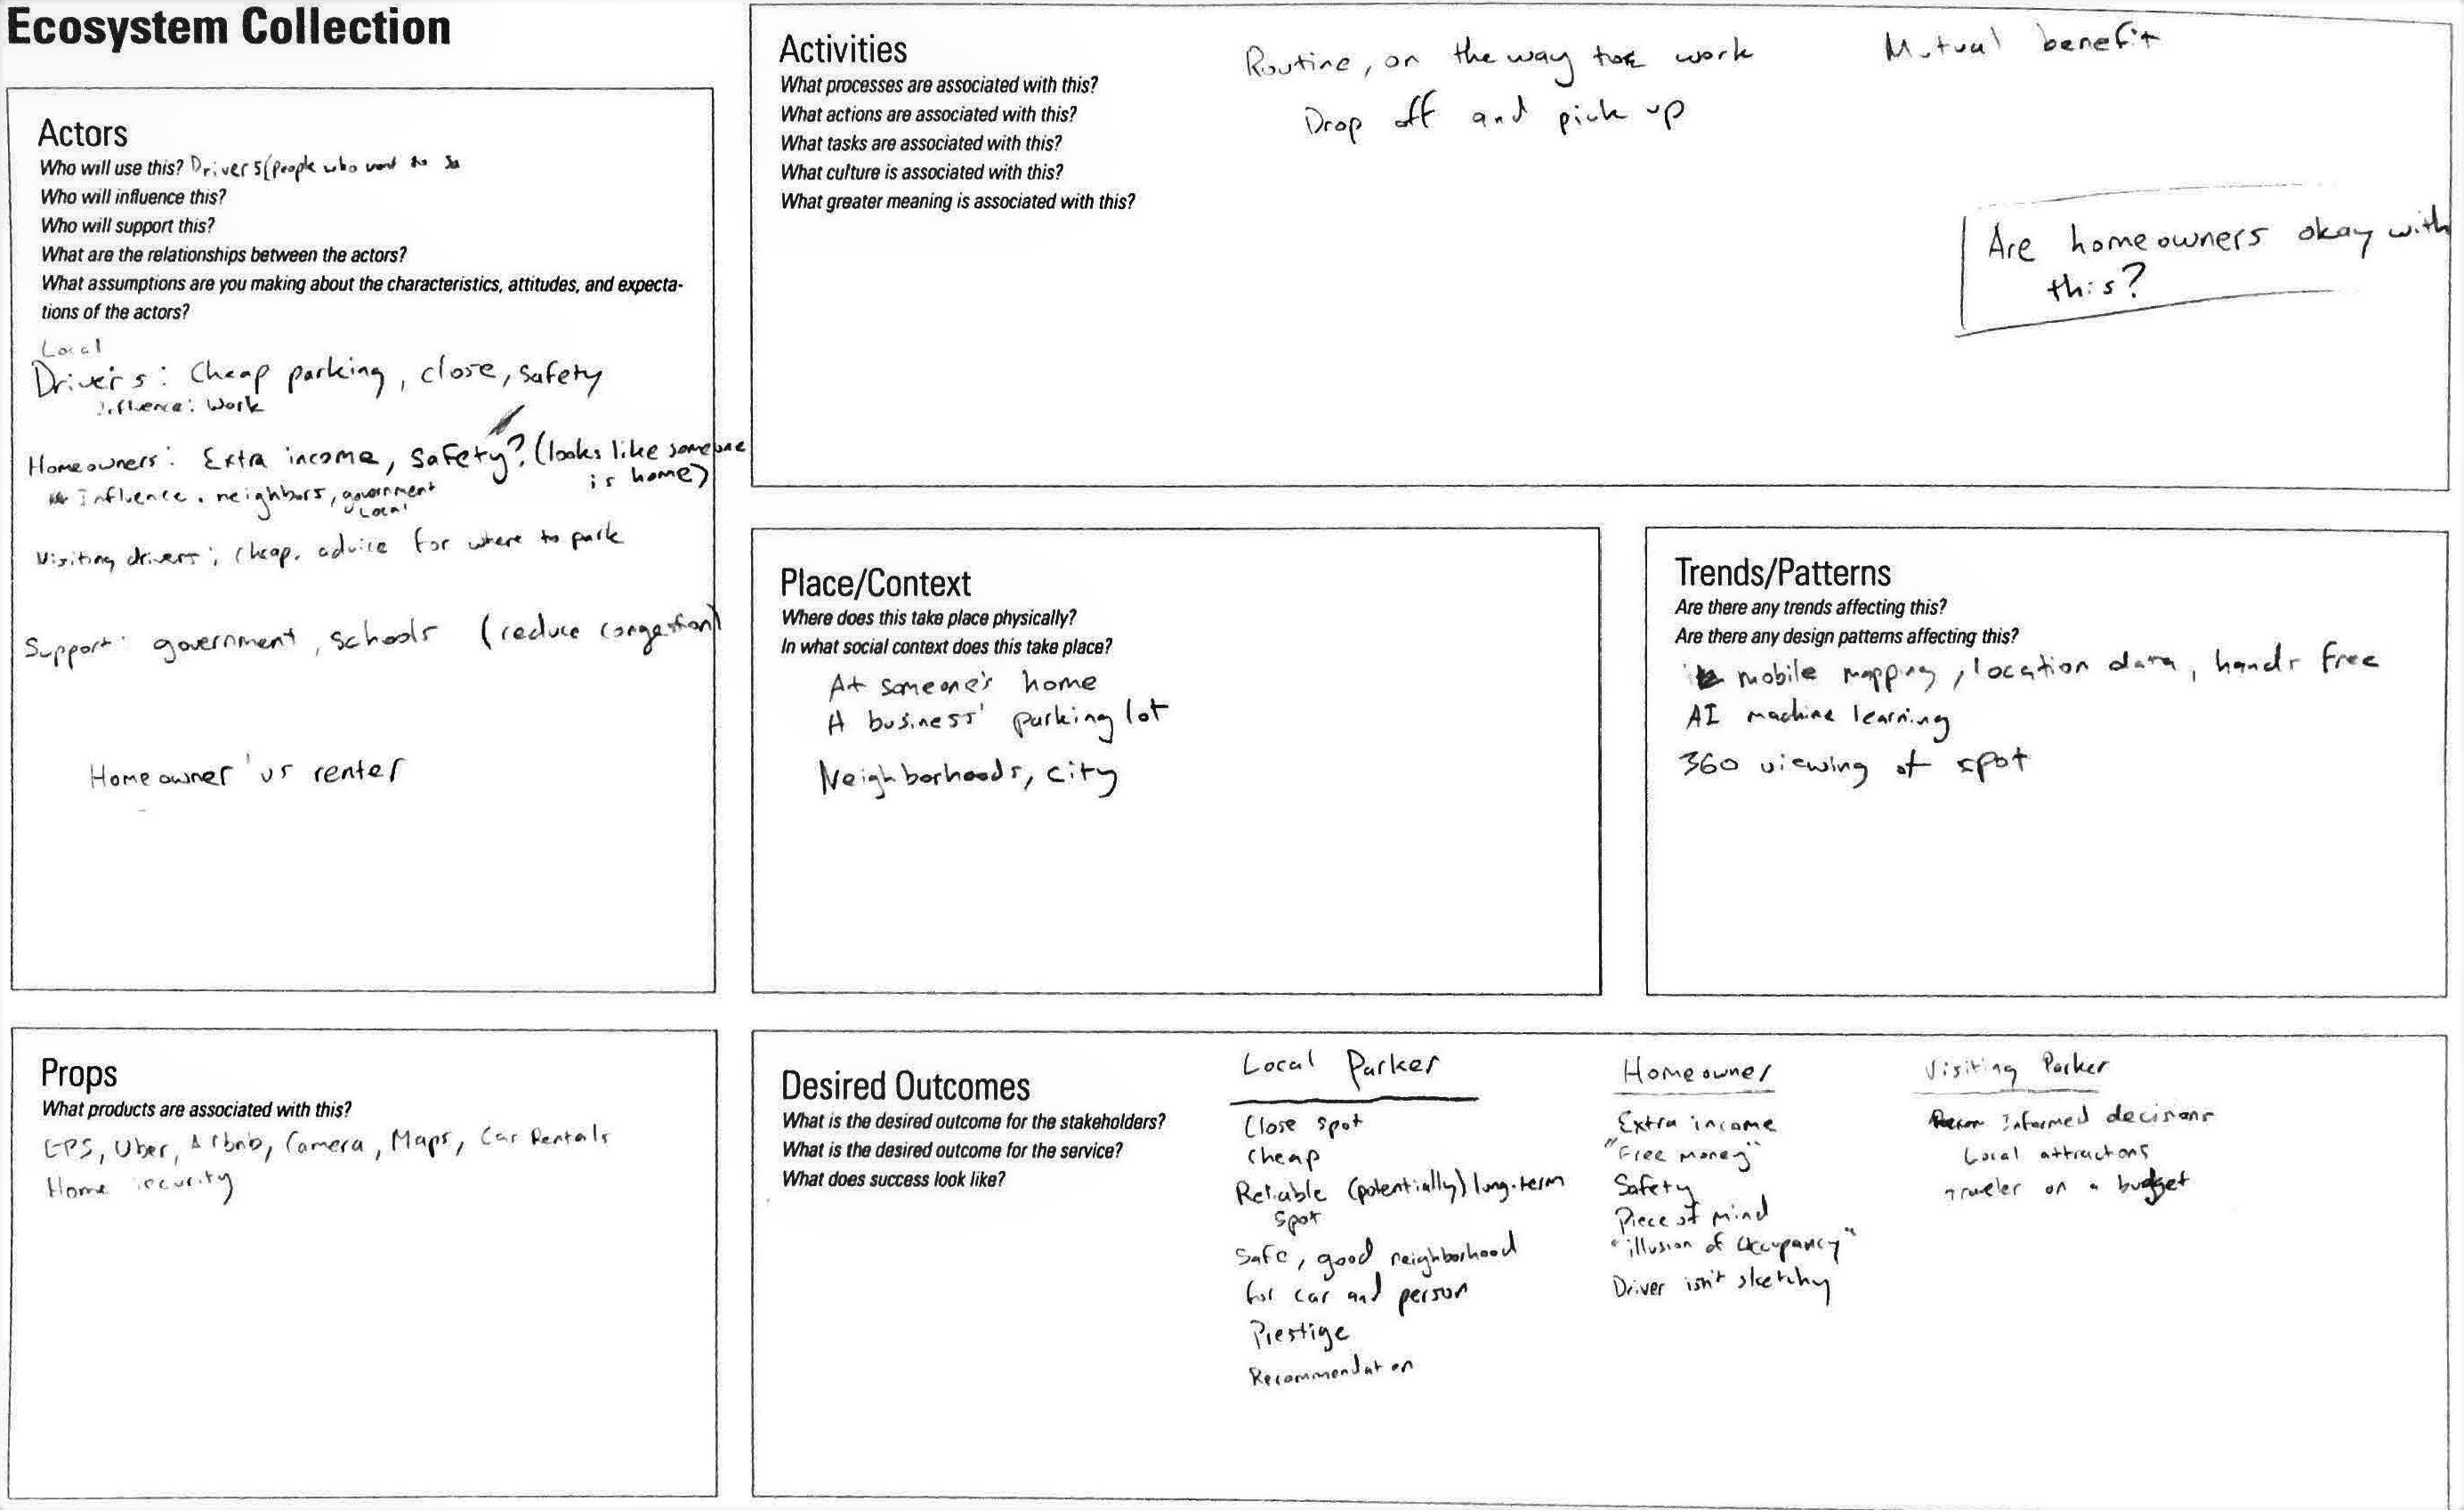 Ecosystem Collection
Actors
Who will use this? Drivers (people who want to
Who will influence this?
Who will support this?
What are the relationships between the actors?
What assumptions are you making about the characteristics, attitudes, and expecta-
tions of the actors?
Local
Drivers: Cheap parking, close, safety
Influence: Work
Homeowners: Extra income, safety? (looks like someone
is home)
Influence: neighbors, government
Local
Visiting drivers: cheap, advice for where to park
Support: government, schools (reduce congestion)
Homeowner vs renter
Activities
What processes are associated with this?
What actions are associated with this?
What tasks are associated with this?
What culture is associated with this?
What greater meaning is associated with this?
Routine, on the way to work
Drop off and pick up
Mutual benefit
Are homeowners okay with
this?
Place/Context
Where does this take place physically?
In what social context does this take place?
At someone's home
A business' parking lot
Neighborhoods, city
Trends/Patterns
Are there any trends affecting this?
Are there any design patterns affecting this?
mobile mapping, location data, hands free
AI machine learning
360 viewing of spot
Props
What products are associated with this?
GPS, Uber, Airbnb, Camera, Maps, Car Rentals
Home security
Desired Outcomes
What is the desired outcome for the stakeholders?
What is the desired outcome for the service?
What does success look like?
Local Parker
Close spot
Cheap
Reliable (potentially) long-term
spot
Safe, good neighborhood
for car and person
Prestige
Recommendation
Homeowner
Extra income
"Free money"
Safety
Piece of mind
"illusion of Occupancy"
Driver isn't sketchy
Visiting Parker
Informed decisions
Local attractions
Traveler on a budget